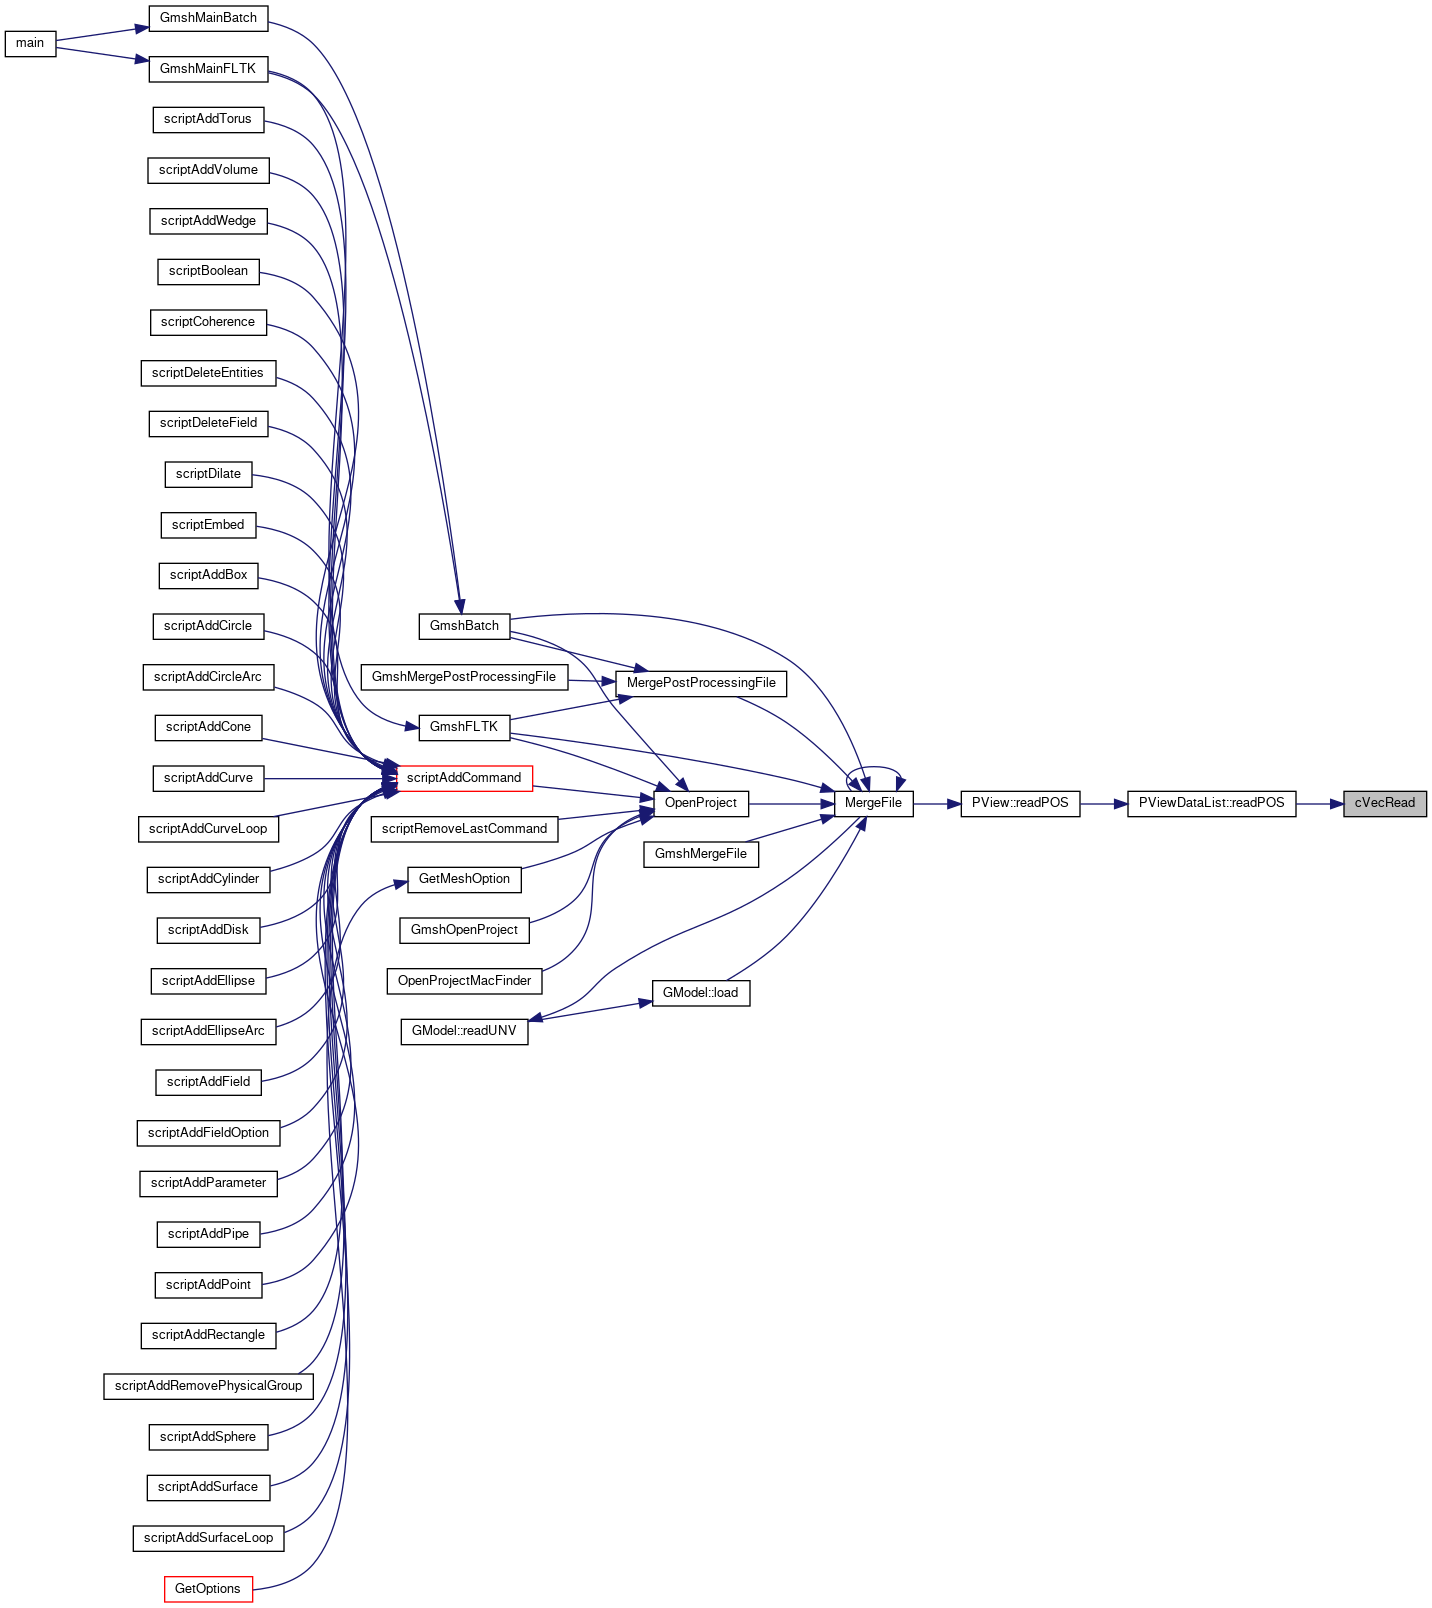 main
GmshMainBatch
GmshMainFLTK
scriptAddTorus
scriptAddVolume
scriptAddWedge
scriptBoolean
scriptCoherence
scriptDeleteEntities
scriptDeleteField
scriptDilate
scriptEmbed
scriptAddBox
scriptAddCircle
scriptAddCircleArc
scriptAddCone
scriptAddCurve
scriptAddCurveLoop
scriptAddCylinder
scriptAddDisk
scriptAddEllipse
scriptAddEllipseArc
scriptAddField
scriptAddFieldOption
scriptAddParameter
scriptAddPipe
scriptAddPoint
scriptAddRectangle
scriptAddRemovePhysicalGroup
scriptAddSphere
scriptAddSurface
scriptAddSurfaceLoop
GetOptions
GmshBatch
GmshMergePostProcessingFile
GmshFLTK
scriptAddCommand
scriptRemoveLastCommand
GetMeshOption
GmshOpenProject
OpenProjectMacFinder
GModel::readUNV
MergePostProcessingFile
OpenProject
GmshMergeFile
GModel::load
MergeFile
PView::readPOS
PViewDataList::readPOS
cVecRead